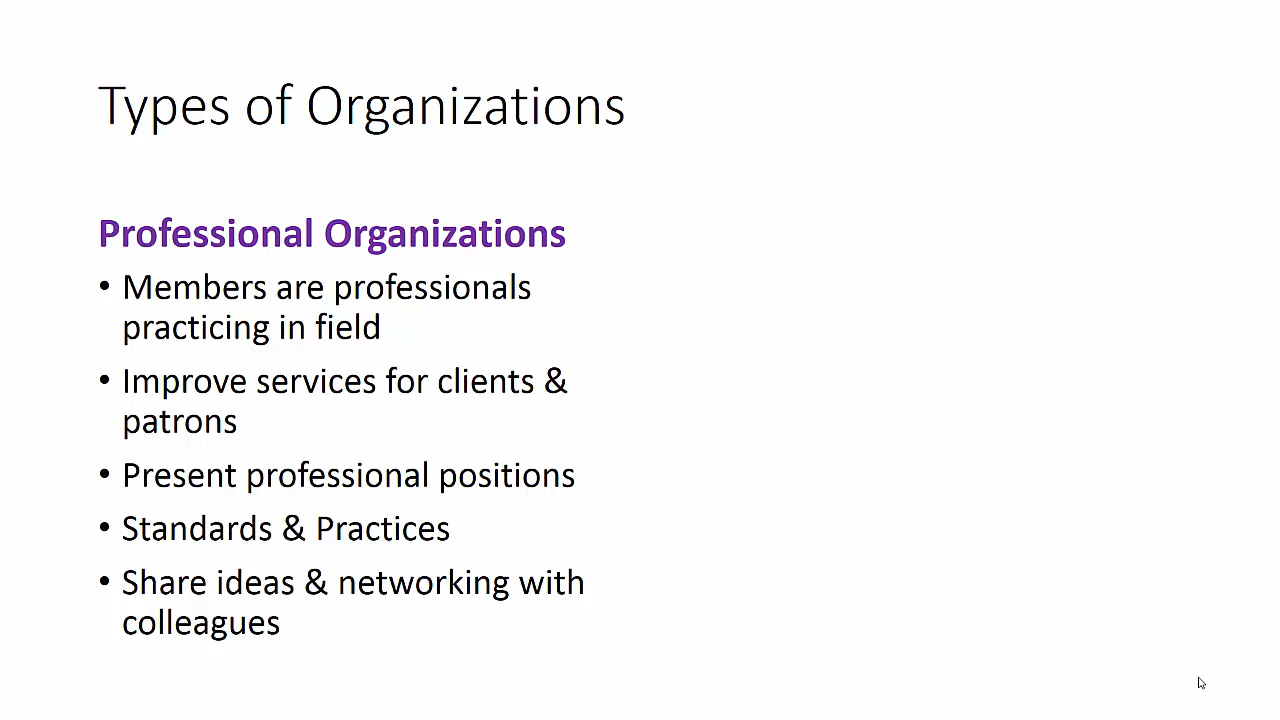 Types of Organizations
Professional Organizations
• Members are professionals
practicing in field
• Improve services for clients &
patrons
• Present professional positions
• Standards & Practices
• Share ideas & networking with
colleagues